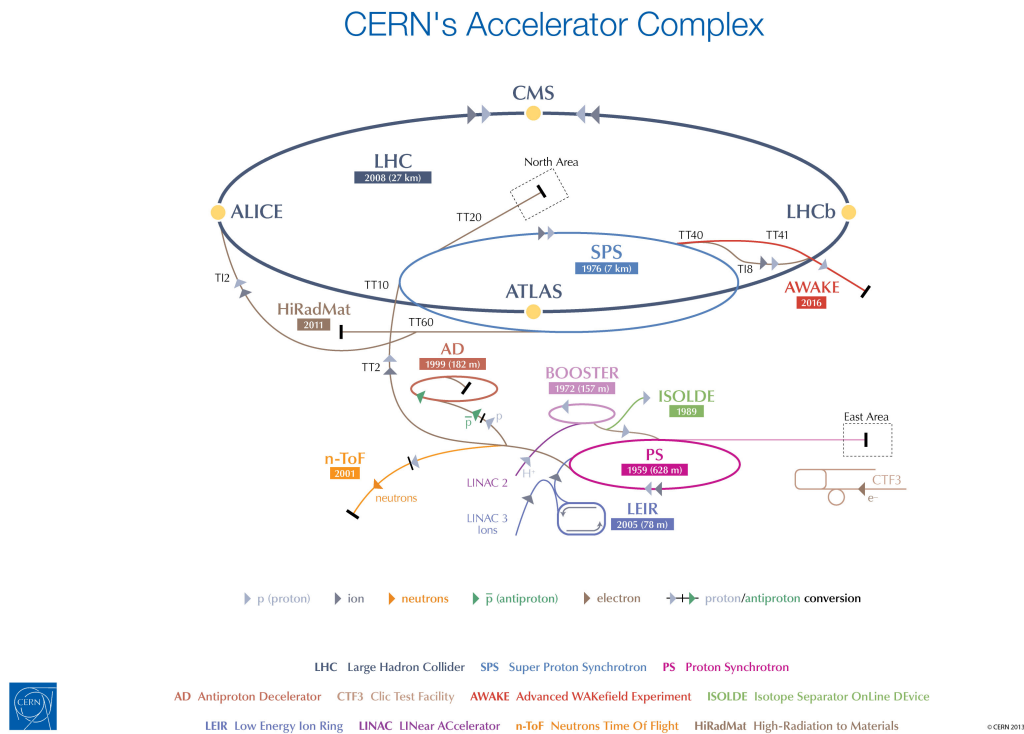 CERN's Accelerator Complex
CMS
LHC
2008 (27 km)
North Area
ALICE
TT20
LHCb
TT40
TT41
SPS
1976 (7 km)
TI2
TT10
TI8
ATLAS
AWAKE
2016
HiRadMat
2011
TT60
TT2
AD
1999 (182 m)
BOOSTER
1972 (157 m)
ISOLDE
1989
p̅
p
East Area
n-ToF
2001
neutrons
H⁺
LINAC 2
PS
1959 (628 m)
CTF3
e⁻
LINAC 3
Ions
LEIR
2005 (78 m)
p (proton) ion neutrons p̅ (antiproton) electron proton/antiproton conversion
LHC Large Hadron Collider SPS Super Proton Synchrotron PS Proton Synchrotron
AD Antiproton Decelerator CTF3 Clic Test Facility AWAKE Advanced WAKefield Experiment ISOLDE Isotope Separator OnLine DEvice
LEIR Low Energy Ion Ring LINAC LINear ACcelerator n-ToF Neutrons Time Of Flight HiRadMat High-Radiation to Materials
CERN
© CERN 2013